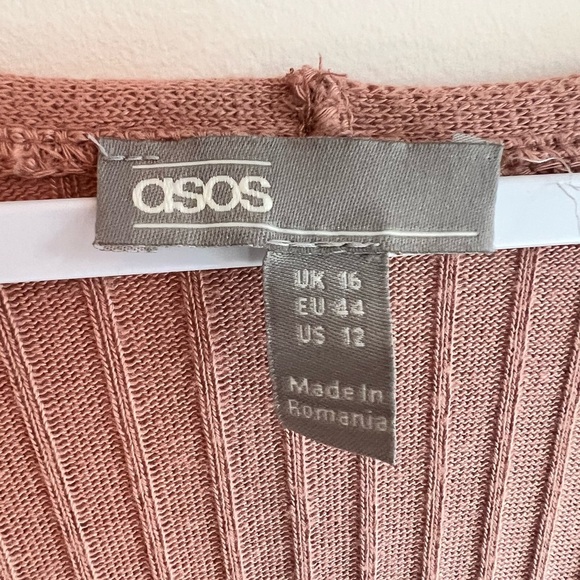 asos
UK 16
EU 44
US 12
Made In
Romania